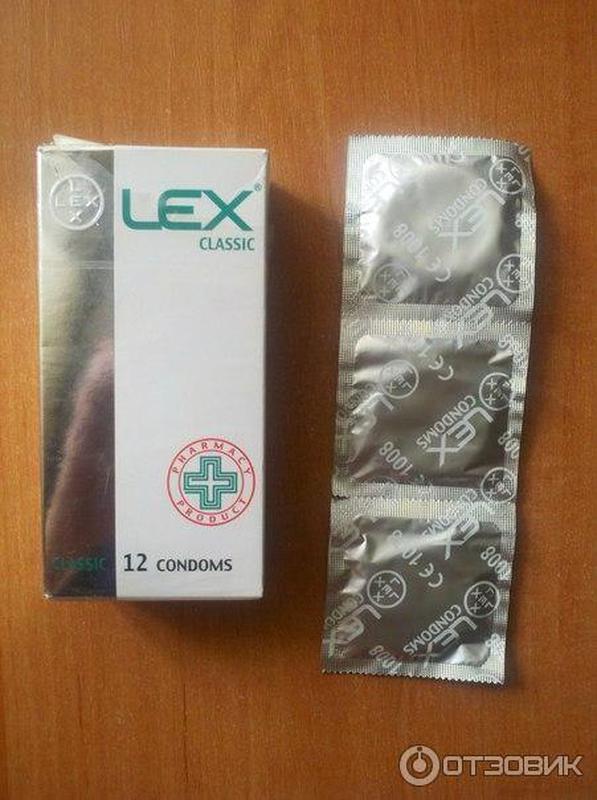 L
LEX
X
LEX®
CLASSIC
PHARMACY
PRODUCT
CLASSIC 12 CONDOMS
LEX
CONDOMS
CE 1008
LEX
CONDOMS
1008
LEX
CONDOMS
CE 1008
1008
ОТЗОВИК